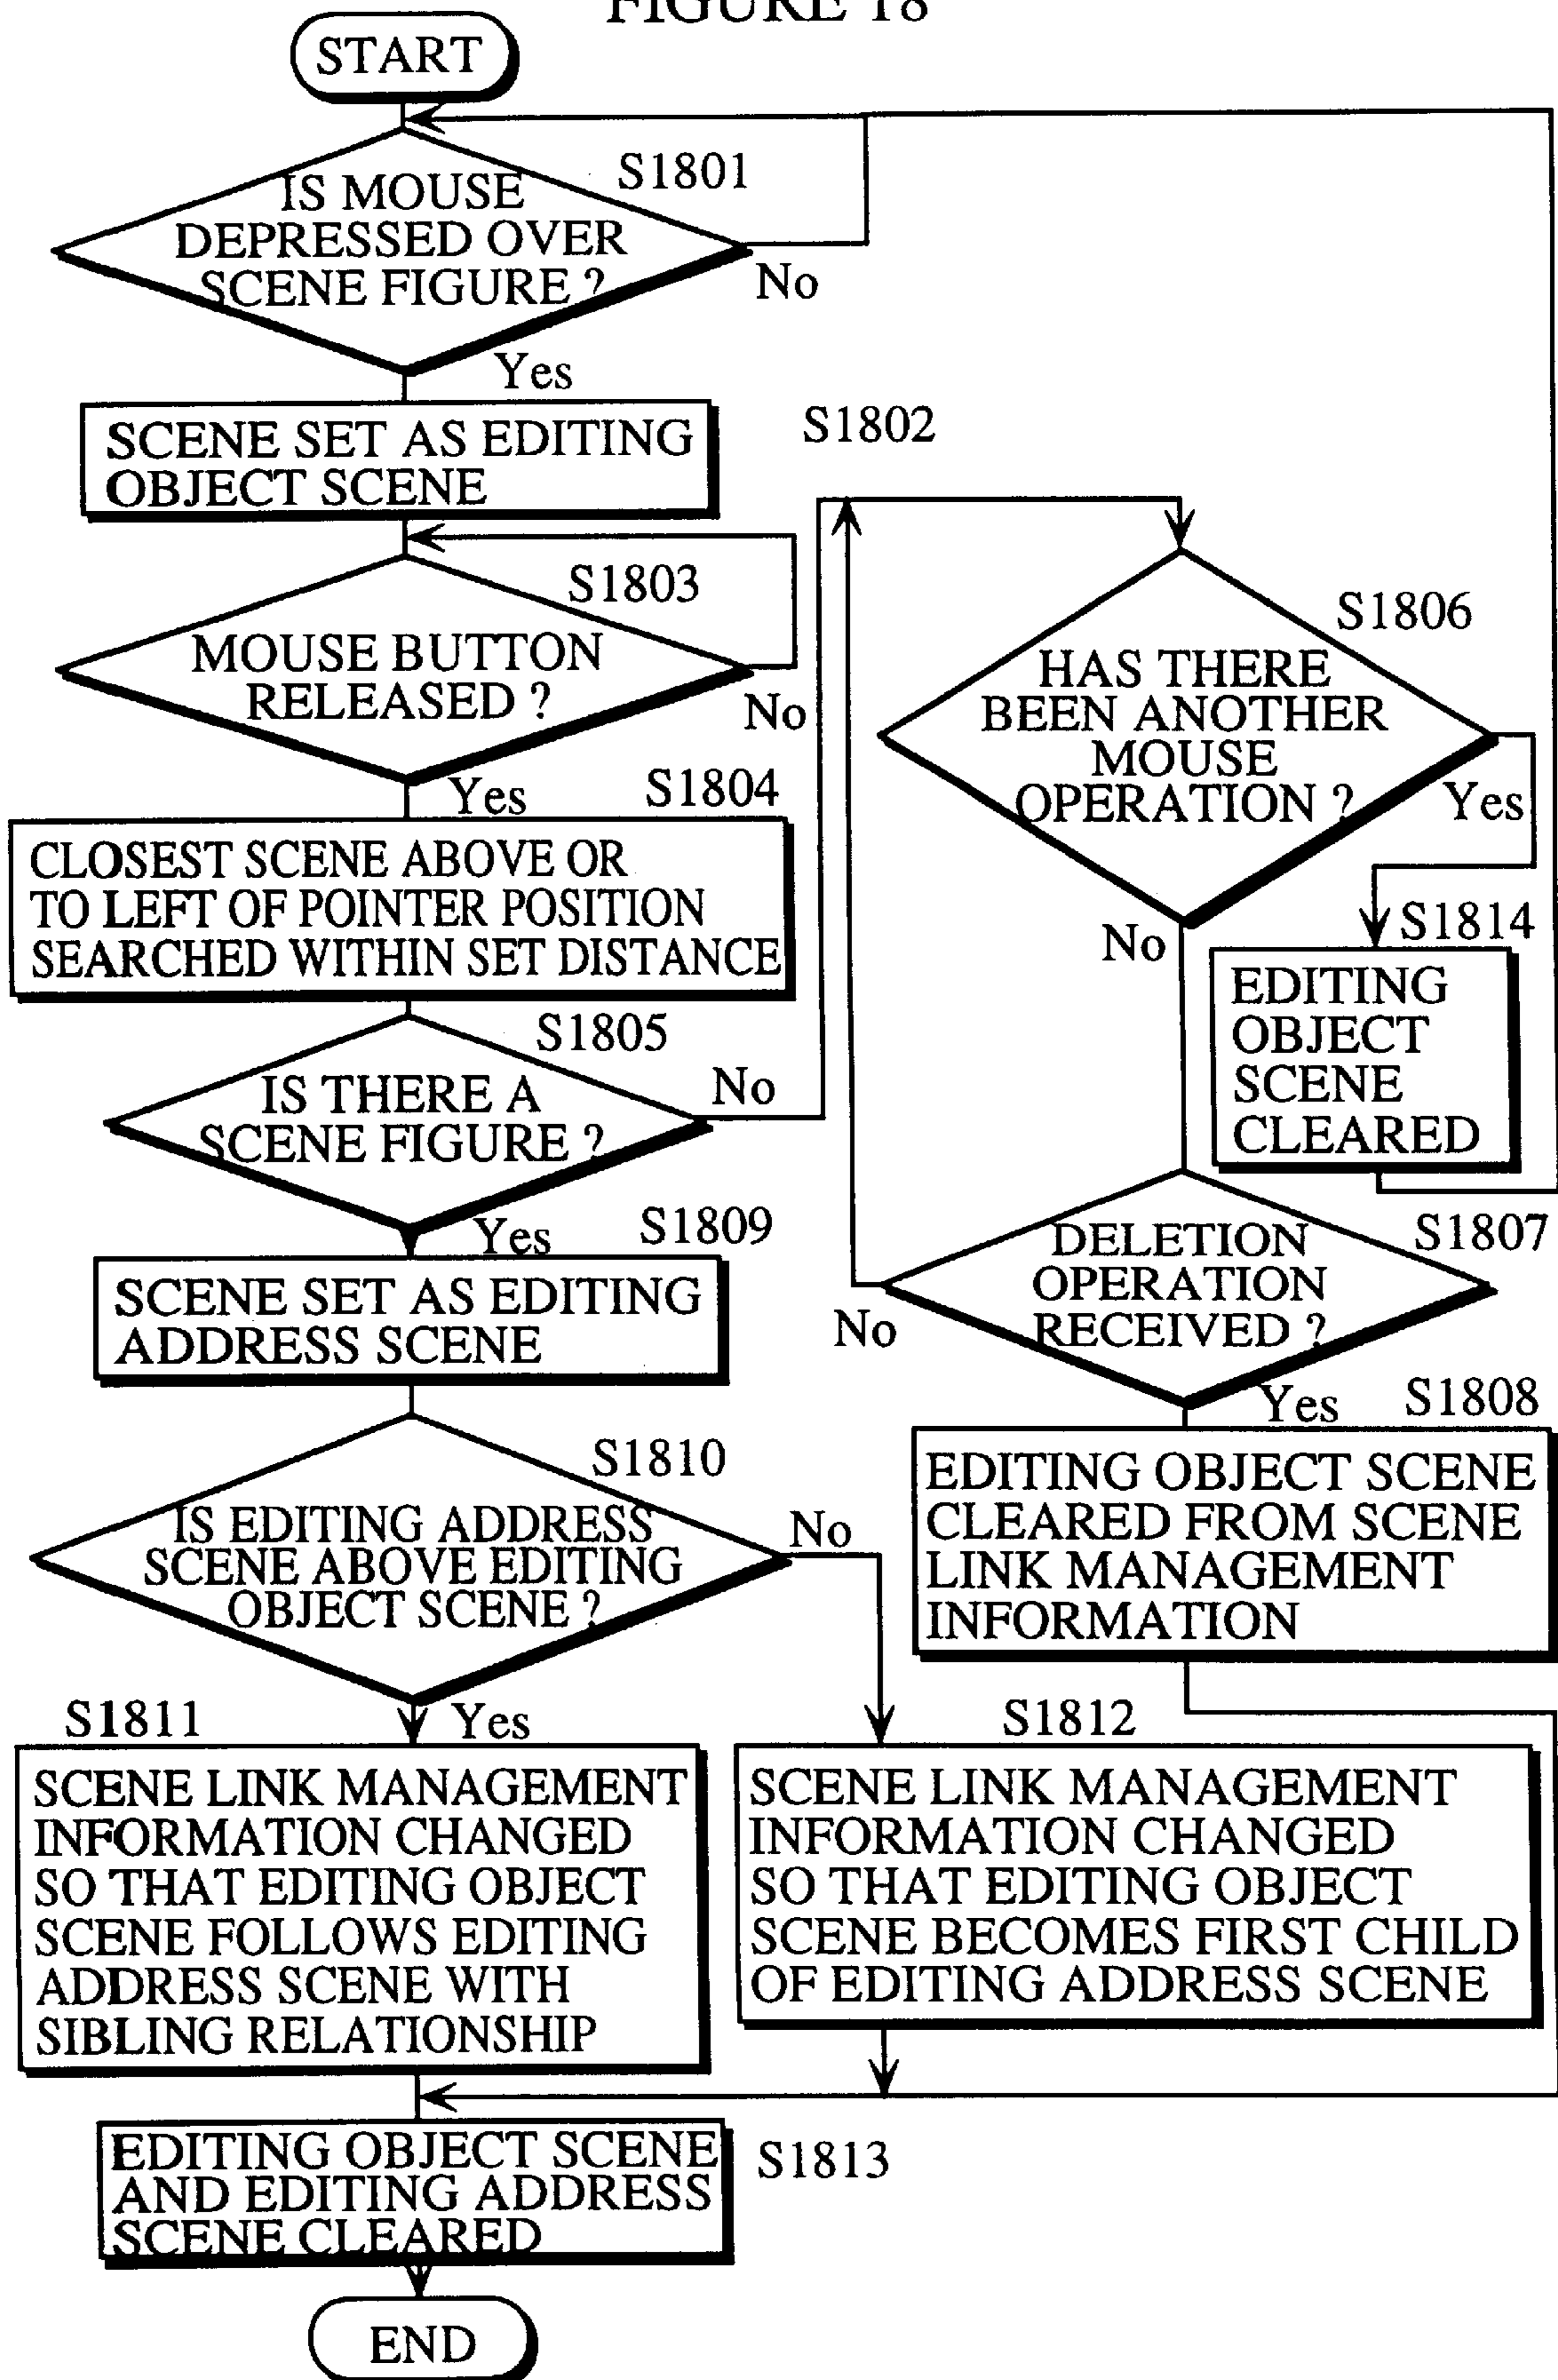 FIGURE 18
START
S1801
IS MOUSE
DEPRESSED OVER
SCENE FIGURE ?
No
Yes
S1802
SCENE SET AS EDITING
OBJECT SCENE
S1803
MOUSE BUTTON
RELEASED ?
No
Yes
S1804
CLOSEST SCENE ABOVE OR
TO LEFT OF POINTER POSITION
SEARCHED WITHIN SET DISTANCE
S1805
IS THERE A
SCENE FIGURE ?
No
Yes
S1806
HAS THERE
BEEN ANOTHER
MOUSE
OPERATION ?
Yes
No
S1814
EDITING
OBJECT
SCENE
CLEARED
S1807
DELETION
OPERATION
RECEIVED ?
No
Yes
S1808
EDITING OBJECT SCENE
CLEARED FROM SCENE
LINK MANAGEMENT
INFORMATION
S1809
SCENE SET AS EDITING
ADDRESS SCENE
S1810
IS EDITING ADDRESS
SCENE ABOVE EDITING
OBJECT SCENE ?
No
Yes
S1811
SCENE LINK MANAGEMENT
INFORMATION CHANGED
SO THAT EDITING OBJECT
SCENE FOLLOWS EDITING
ADDRESS SCENE WITH
SIBLING RELATIONSHIP
S1812
SCENE LINK MANAGEMENT
INFORMATION CHANGED
SO THAT EDITING OBJECT
SCENE BECOMES FIRST CHILD
OF EDITING ADDRESS SCENE
S1813
EDITING OBJECT SCENE
AND EDITING ADDRESS
SCENE CLEARED
END